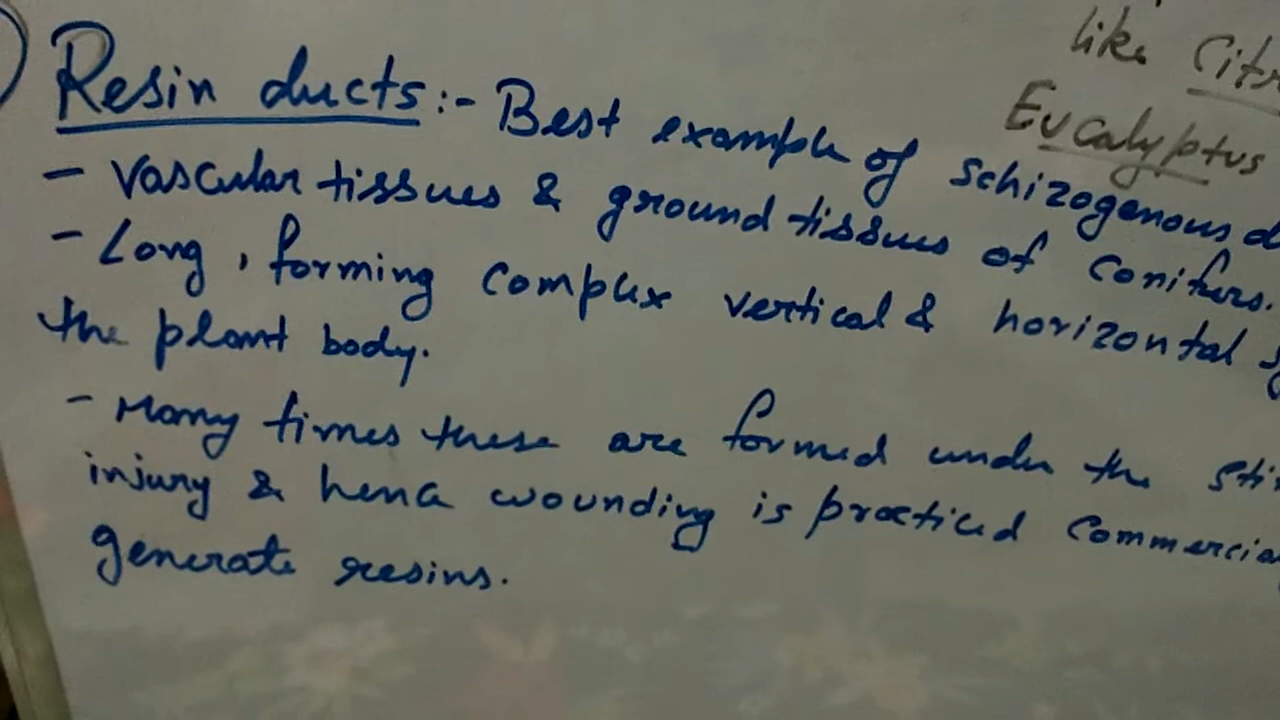 like Citr
Eucalyptus
Resin ducts:- Best example of schizogenous d
- Vascular tissues & ground tissues of conifers.
- Long, forming complex vertical & horizontal
the plant body.
- Many times these are formed under the sti
injury & hence wounding is practiced commercia
generate resins.